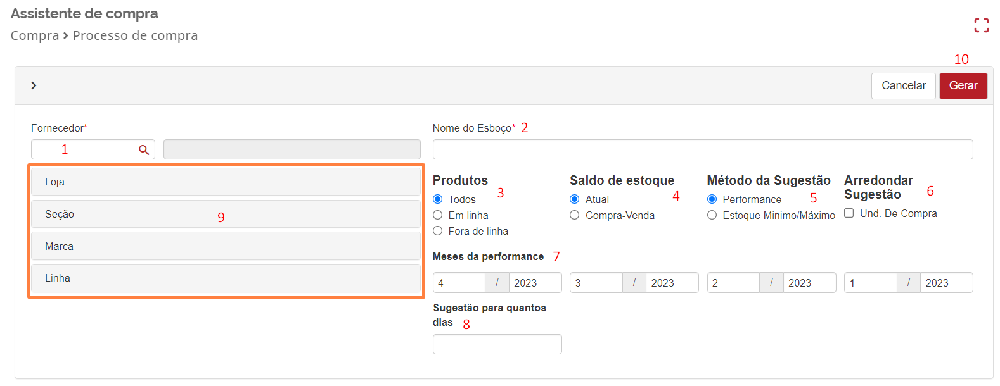 Assistente de compra
Compra > Processo de compra
10
Cancelar Gerar
Fornecedor* Nome do Esboço* 2
1
Loja
Seção
9
Marca
Linha
Produtos 3
Todos
Em linha
Fora de linha
Saldo de estoque 4
Atual
Compra-Venda
Método da Sugestão
Performance 5
Estoque Minimo/Máximo
Arredondar
Sugestão 6
Und. De Compra
Meses da performance 7
4 / 2023 3 / 2023 2 / 2023 1 / 2023
Sugestão para quantos
dias 8